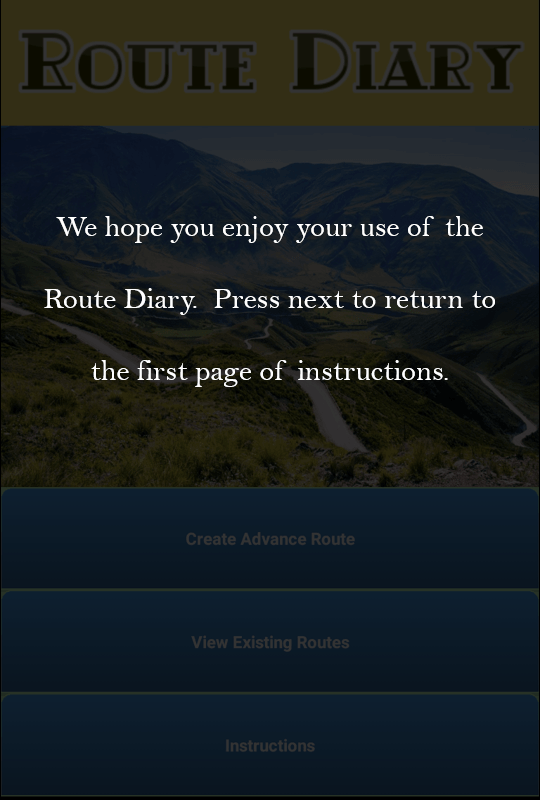 ROUTE DIARY
We hope you enjoy your use of the
Route Diary. Press next to return to
the first page of instructions.
Create Advance Route
View Existing Routes
Instructions